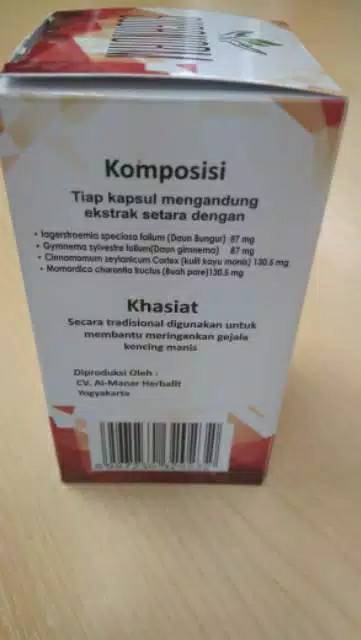 Komposisi
Tiap kapsul mengandung
ekstrak setara dengan
• lagerstroemia speciosa folium (Daun Bungur) 87 mg
• Gymnema sylvestre folium(Daun gimnema) 87 mg
• Cinnamomum zeylanicum Cortex (kulit kayu manis) 130.5 mg
• Momordica charantia fructus (Buah pare)130.5 mg
Khasiat
Secara tradisional digunakan untuk
membantu meringankan gejala
kencing manis
Diproduksi Oleh :
CV. Al-Manar Herbafit
Yogyakarta